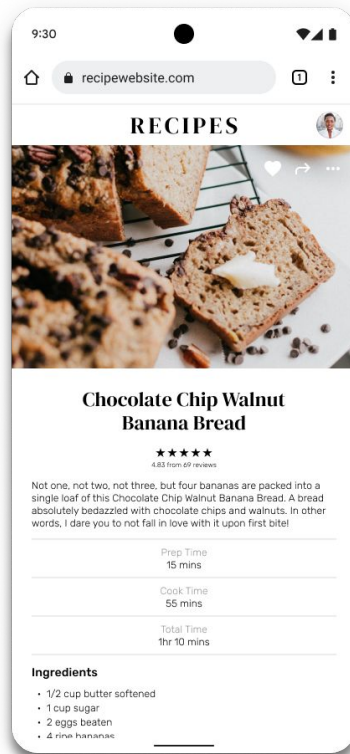 9:30
recipewebsite.com
1
RECIPES
Chocolate Chip Walnut
Banana Bread
★★★★★
4.83 from 69 reviews
Not one, not two, not three, but four bananas are packed into a
single loaf of this Chocolate Chip Walnut Banana Bread. A bread
absolutely bedazzled with chocolate chips and walnuts. In other
words, I dare you to not fall in love with it upon first bite!
Prep Time
15 mins
Cook Time
55 mins
Total Time
1hr 10 mins
Ingredients
• 1/2 cup butter softened
• 1 cup sugar
• 2 eggs beaten
• 4 ripe bananas